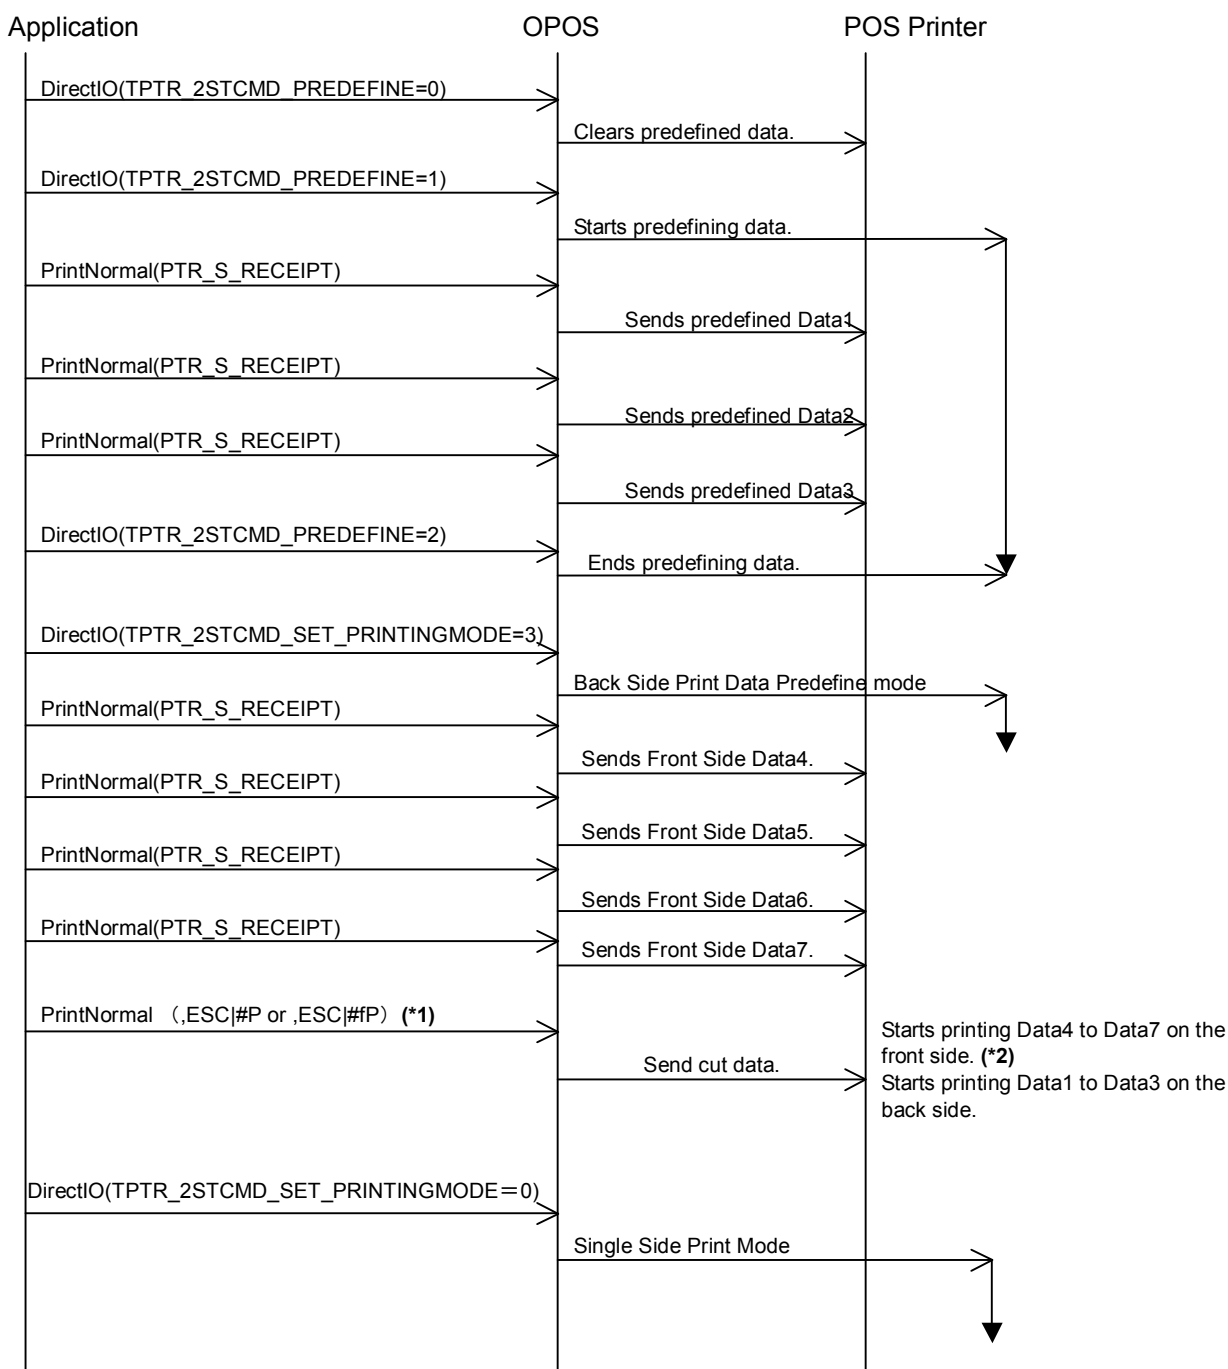 Application OPOS POS Printer
DirectIO(TPTR_2STCMD_PREDEFINE=0)
Clears predefined data.
DirectIO(TPTR_2STCMD_PREDEFINE=1)
Starts predefining data.
PrintNormal(PTR_S_RECEIPT)
Sends predefined Data1
PrintNormal(PTR_S_RECEIPT)
Sends predefined Data2
PrintNormal(PTR_S_RECEIPT)
Sends predefined Data3
DirectIO(TPTR_2STCMD_PREDEFINE=2)
Ends predefining data.
DirectIO(TPTR_2STCMD_SET_PRINTINGMODE=3)
Back Side Print Data Predefine mode
PrintNormal(PTR_S_RECEIPT)
Sends Front Side Data4.
PrintNormal(PTR_S_RECEIPT)
Sends Front Side Data5.
PrintNormal(PTR_S_RECEIPT)
Sends Front Side Data6.
PrintNormal(PTR_S_RECEIPT)
Sends Front Side Data7.
PrintNormal （,ESC|#P or ,ESC|#fP）(*1)
Send cut data.
Starts printing Data4 to Data7 on the
front side. (*2)
Starts printing Data1 to Data3 on the
back side.
DirectIO(TPTR_2STCMD_SET_PRINTINGMODE＝0)
Single Side Print Mode